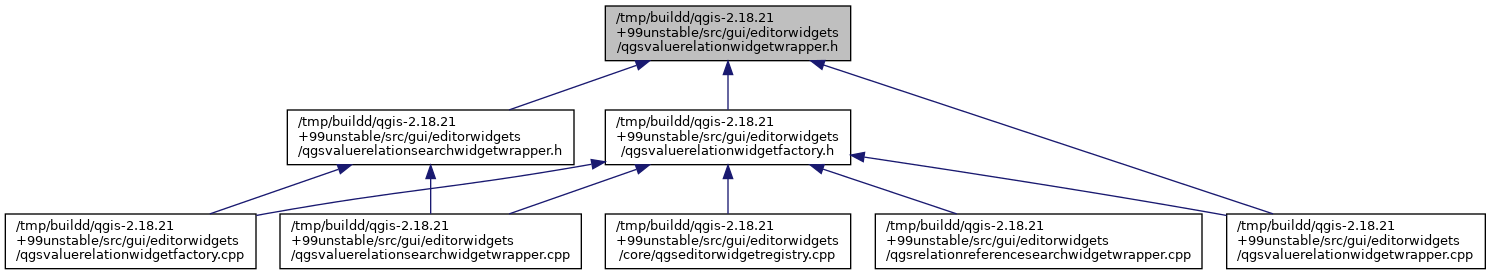 /tmp/buildd/qgis-2.18.21
+99unstable/src/gui/editorwidgets
/qgsvaluerelationwidgetwrapper.h
/tmp/buildd/qgis-2.18.21
+99unstable/src/gui/editorwidgets
/qgsvaluerelationsearchwidgetwrapper.h
/tmp/buildd/qgis-2.18.21
+99unstable/src/gui/editorwidgets
/qgsvaluerelationwidgetfactory.h
/tmp/buildd/qgis-2.18.21
+99unstable/src/gui/editorwidgets
/qgsvaluerelationwidgetfactory.cpp
/tmp/buildd/qgis-2.18.21
+99unstable/src/gui/editorwidgets
/qgsvaluerelationsearchwidgetwrapper.cpp
/tmp/buildd/qgis-2.18.21
+99unstable/src/gui/editorwidgets
/core/qgseditorwidgetregistry.cpp
/tmp/buildd/qgis-2.18.21
+99unstable/src/gui/editorwidgets
/qgsrelationreferencesearchwidgetwrapper.cpp
/tmp/buildd/qgis-2.18.21
+99unstable/src/gui/editorwidgets
/qgsvaluerelationwidgetwrapper.cpp